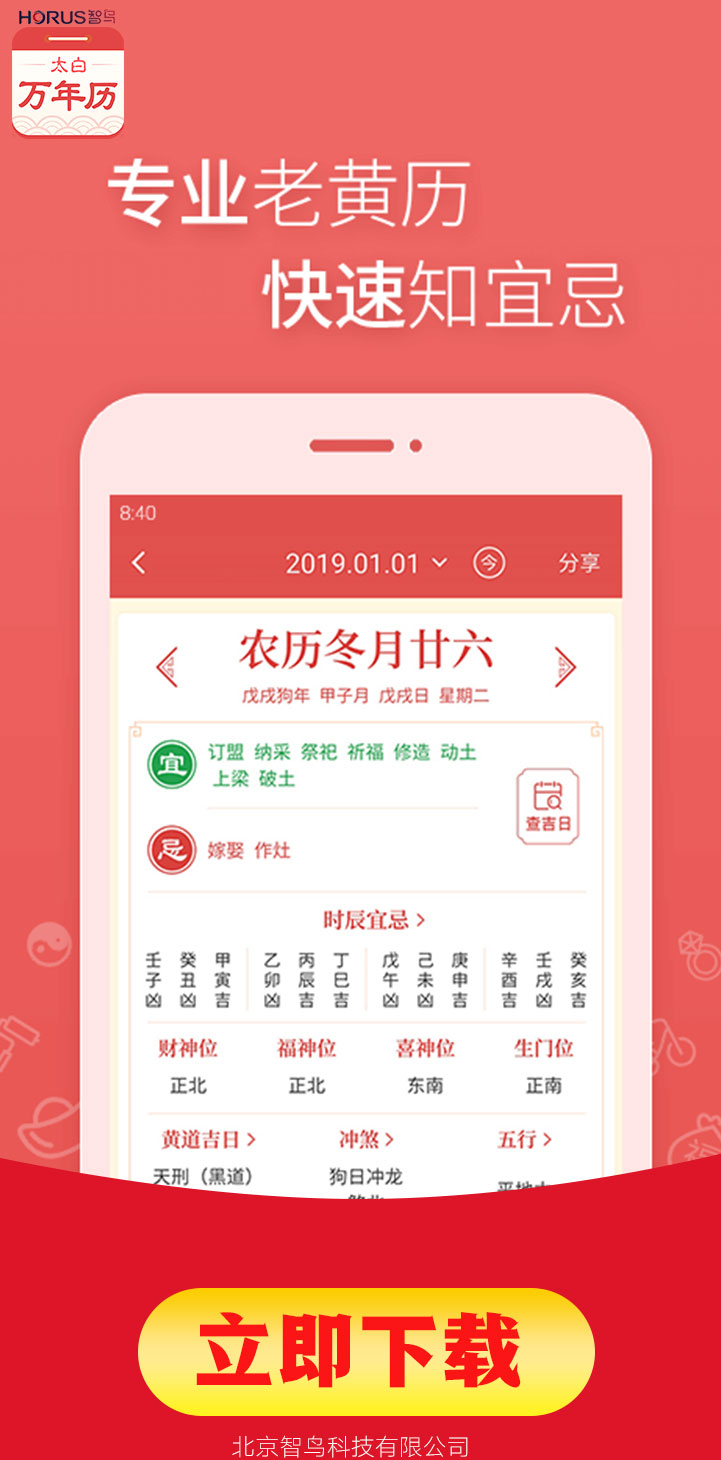 HORUS智鸟
太白
万年历
专业老黄历
快速知宜忌
8:40
2019.01.01 今 分享
农历冬月廿六
戊戌狗年 甲子月 戊戌日 星期二
宜 订盟 纳采 祭祀 祈福 修造 动土
上梁 破土
查吉日
忌 嫁娶 作灶
时辰宜忌
壬 癸 甲 乙 丙 丁 戊 己 庚 辛 壬 癸
子 丑 寅 卯 辰 巳 午 未 申 酉 戌 亥
凶 凶 吉 凶 吉 吉 凶 凶 吉 吉 凶 吉
财神位 福神位 喜神位 生门位
正北 正北 东南 正南
黄道吉日 冲煞 五行
天刑（黑道） 狗日冲龙
立即下载
北京智鸟科技有限公司